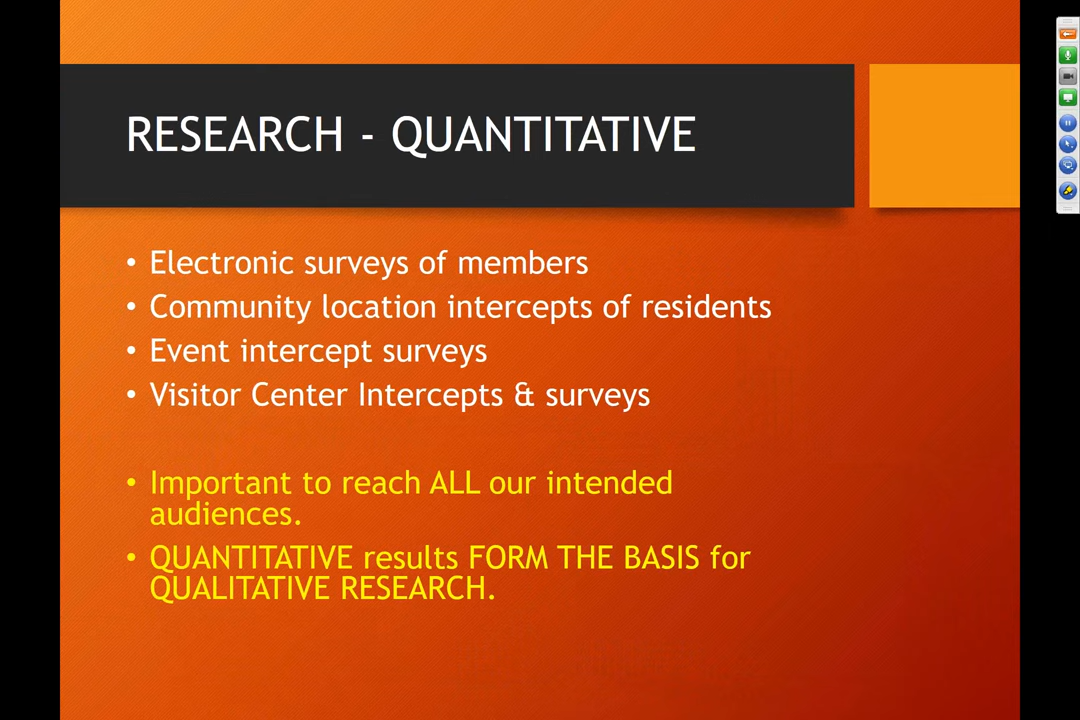 RESEARCH - QUANTITATIVE
• Electronic surveys of members
• Community location intercepts of residents
• Event intercept surveys
• Visitor Center Intercepts & surveys
• Important to reach ALL our intended
audiences.
• QUANTITATIVE results FORM THE BASIS for
QUALITATIVE RESEARCH.